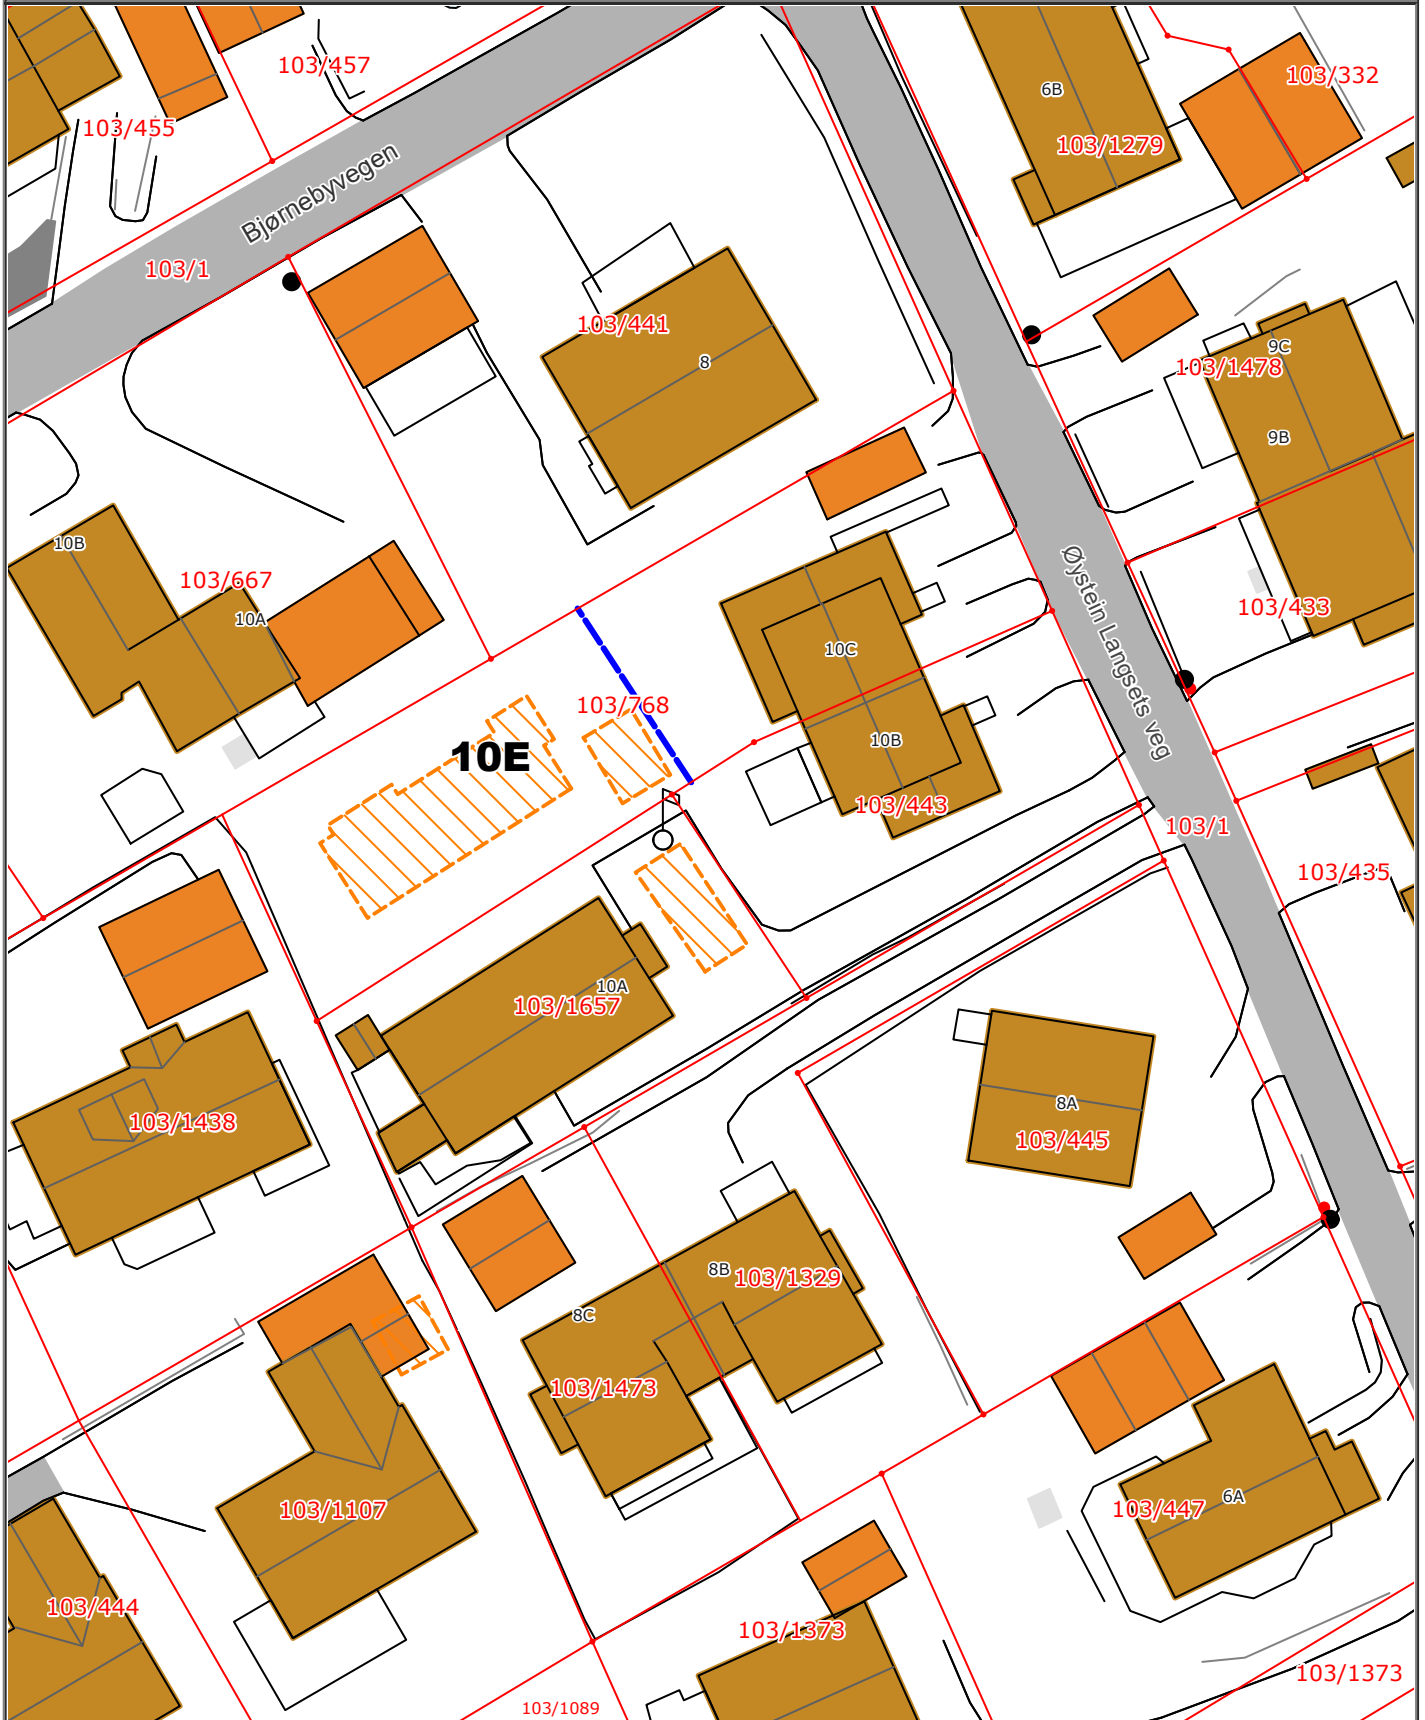 103/457
103/332
6B
103/455
103/1279
Bjørnebyvegen
103/1
103/441
8
9C
103/1478
9B
10B
103/667
10A
Øystein Langsets veg
103/433
10C
103/768
10E
10B
103/443
103/1
103/435
10A
103/1657
8A
103/1438
103/445
8B
103/1329
8C
103/1473
6A
103/1107
103/447
103/444
103/1373
103/1373
103/1089